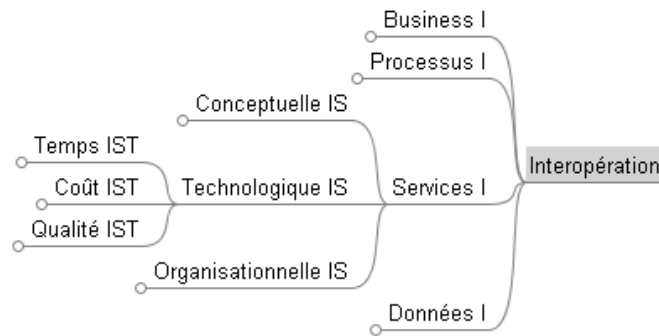 Business I
Processus I
Conceptuelle IS
Temps IST
Interopération
Coût IST
Technologique IS
Services I
Qualité IST
Organisationnelle IS
Données I